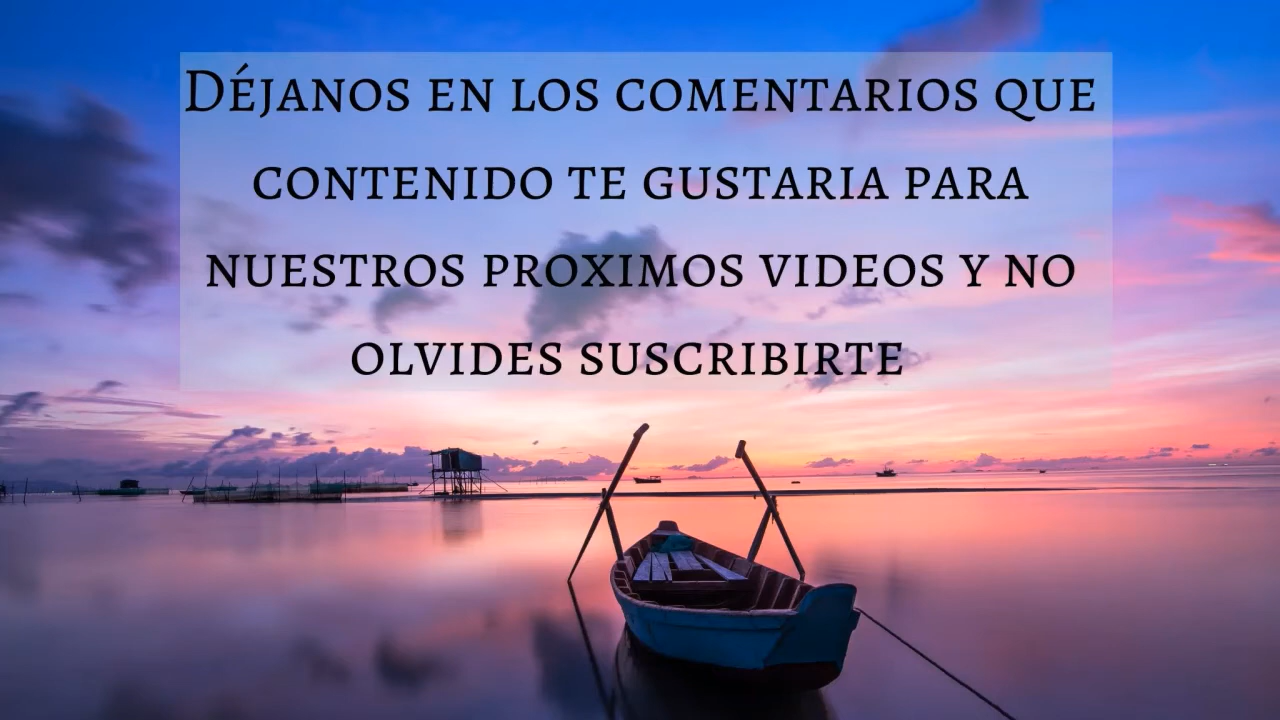 Déjanos en los comentarios que
contenido te gustaria para
nuestros proximos videos y no
olvides suscribirte